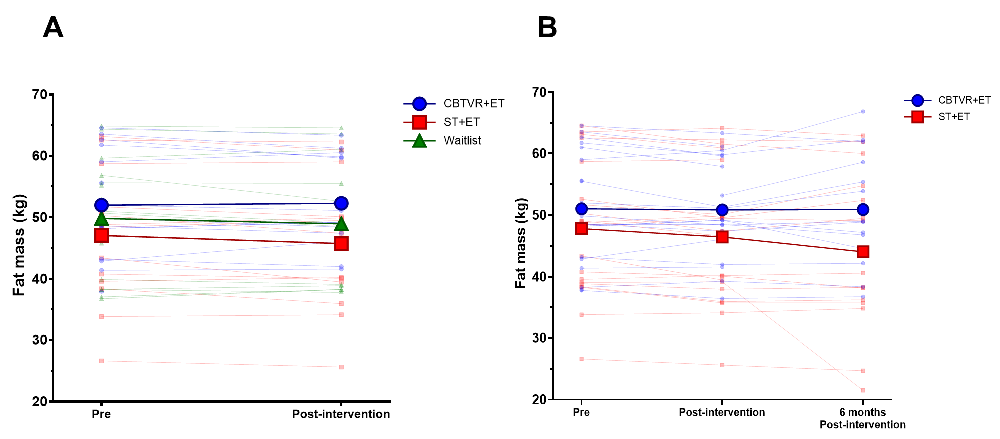 A
70
60
50
40
30
20
Fat mass (kg)
Pre
Post-intervention
CBTVR+ET
ST+ET
Waitlist
B
70
60
50
40
30
20
Fat mass (kg)
Pre
Post-intervention
6 months
Post-intervention
CBTVR+ET
ST+ET